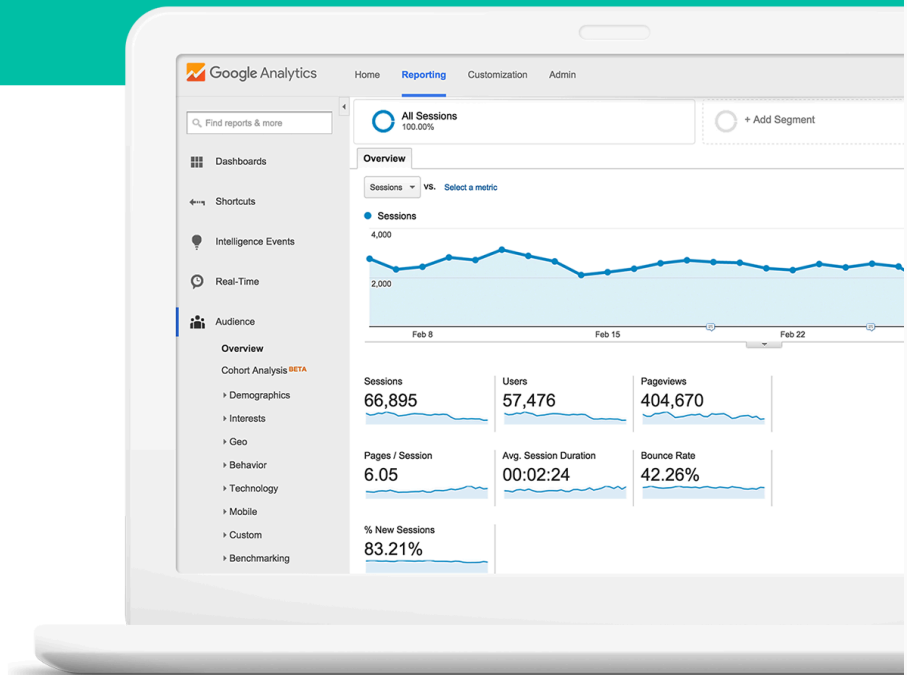 Google Analytics
Home Reporting Customization Admin
Find reports & more
Dashboards
Shortcuts
Intelligence Events
Real-Time
Audience
Overview
Cohort Analysis BETA
Demographics
Interests
Geo
Behavior
Technology
Mobile
Custom
Benchmarking
All Sessions
100.00%
+ Add Segment
Overview
Sessions VS. Select a metric
Sessions
4,000
2,000
Feb 8 Feb 15 Feb 22
Sessions
66,895
Users
57,476
Pageviews
404,670
Pages / Session
6.05
Avg. Session Duration
00:02:24
Bounce Rate
42.26%
% New Sessions
83.21%